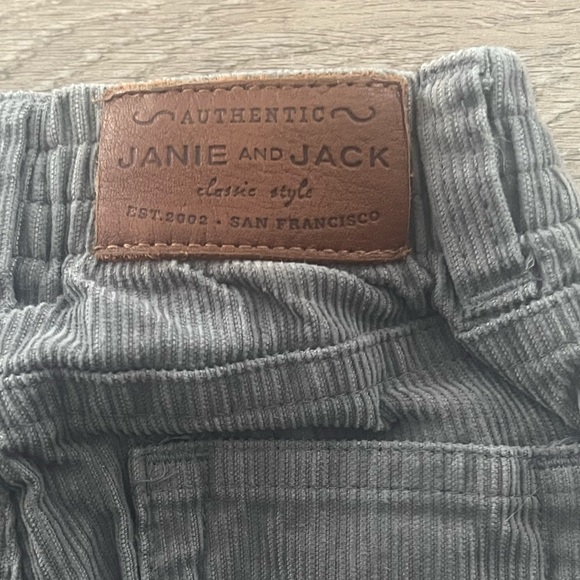 AUTHENTIC
JANIE AND JACK
classic style
EST. 2002 • SAN FRANCISCO